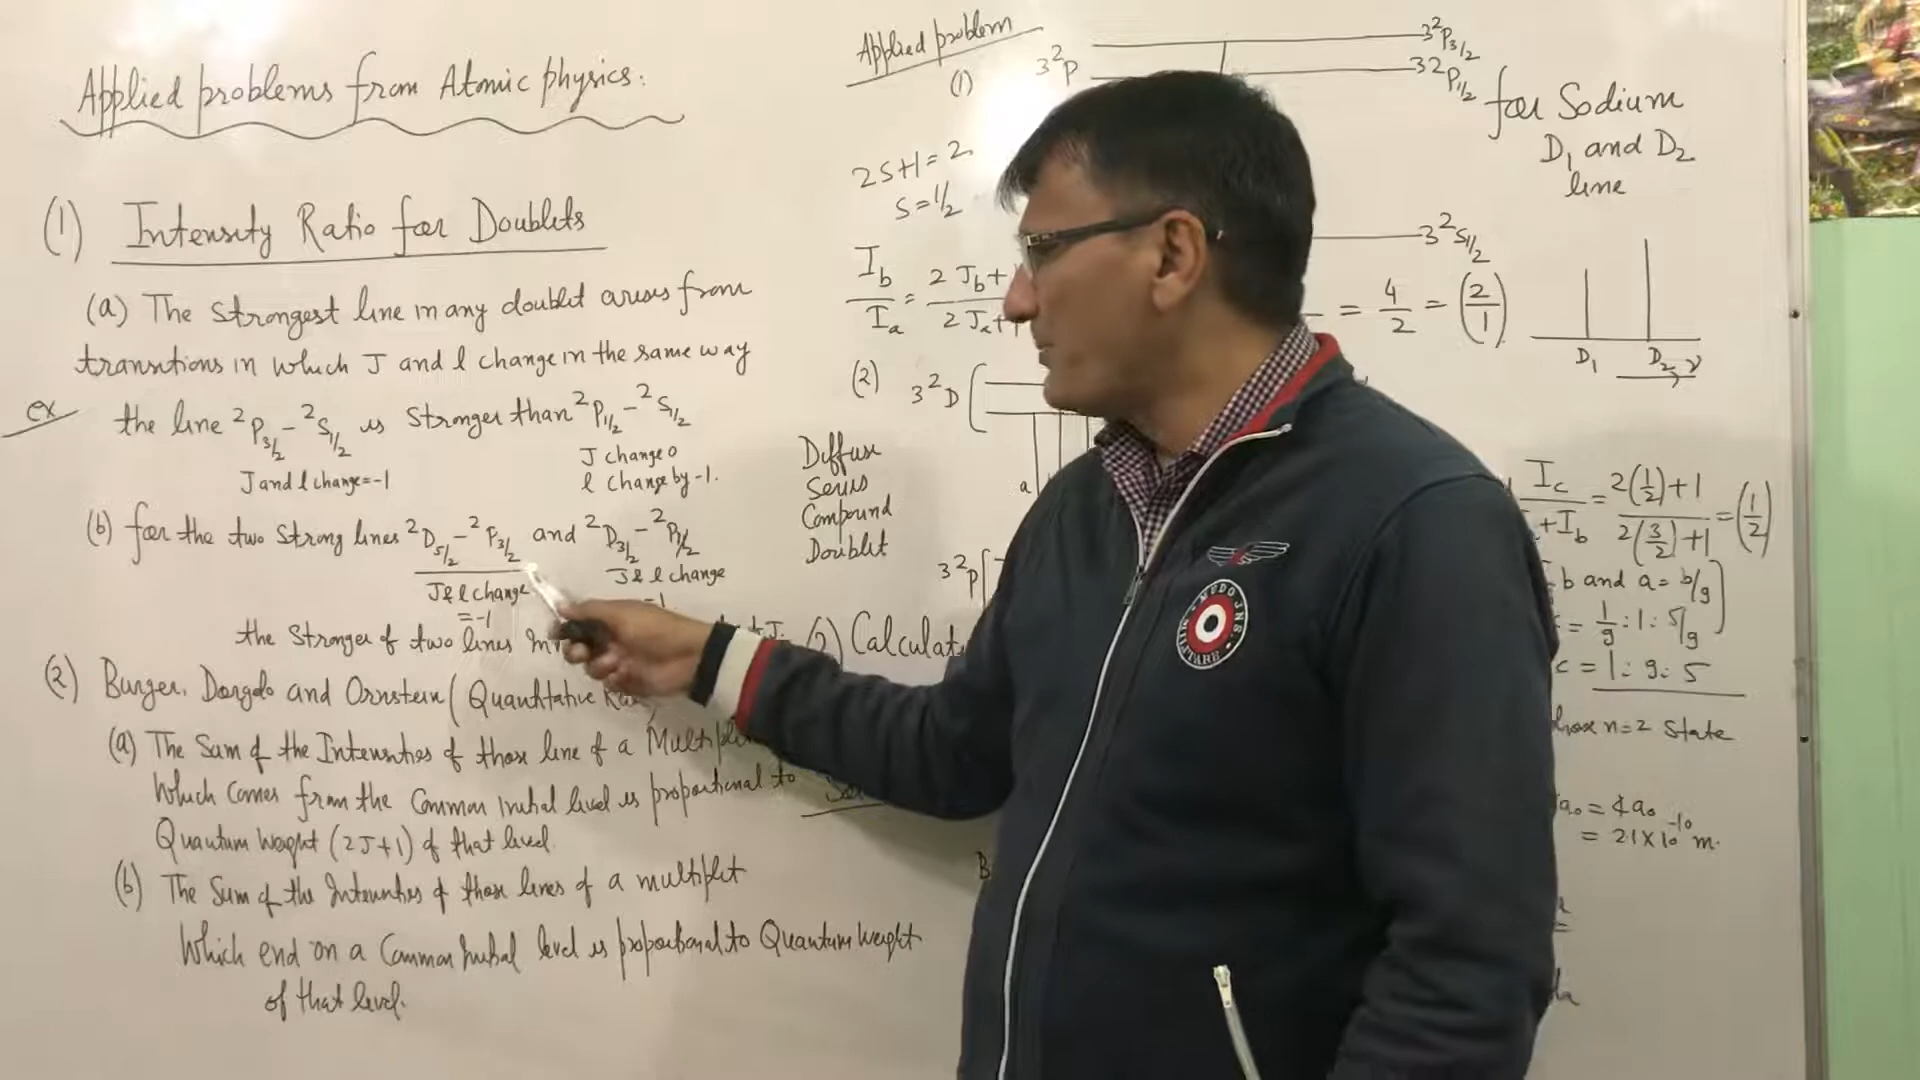 Applied problems from Atomic physics:
(1) Intensity Ratio for Doublets
(a) The strongest line in any doublet arises from
transitions in which J and l change in the same way
ex the line ²P₃/₂ - ²S₁/₂ is stronger than ²P₁/₂ - ²S₁/₂
J and l change = -1
J change 0
l change by -1.
(b) for the two strong lines ²D₅/₂ - ²P₃/₂ and ²D₃/₂ - ²P₁/₂
J & l change
= -1
J & l change
= -1
the stronger of two lines
(2) Burger, Dorgelo and Ornstein (Quantitative
(a) The Sum of the Intensities of those line of a
Which comes from the Common initial level is proportional to
Quantum Weight (2J+1) of that level.
(b) The Sum of the Intensities of those lines of a multiplet
Which end on a Common initial level is proportional to Quantum Weight
of that level.
Applied problem
(1) 3²P
3²P₃/₂
3²P₁/₂
for Sodium
D₁ and D₂
line
2S+1=2
S=1/2
3²S₁/₂
I_b/I_a = 2J_b+
2J_a+1
= 4/2 = (2/1)
D₁ D₂ ν
(2) 3²D
Diffuse
Series
Compound
Doublet
a
3²P
I_c
+I_b = 2(1/2)+1 / 2(3/2)+1 = (1/2)
b and a = b/9
= 1/9 : 1 : 5/9
c = 1 : 9 : 5
Calculat
n=2 State
a₀ = 4a₀
= 2.1 × 10⁻¹⁰ m.
MUDO JNS.
MILITARE